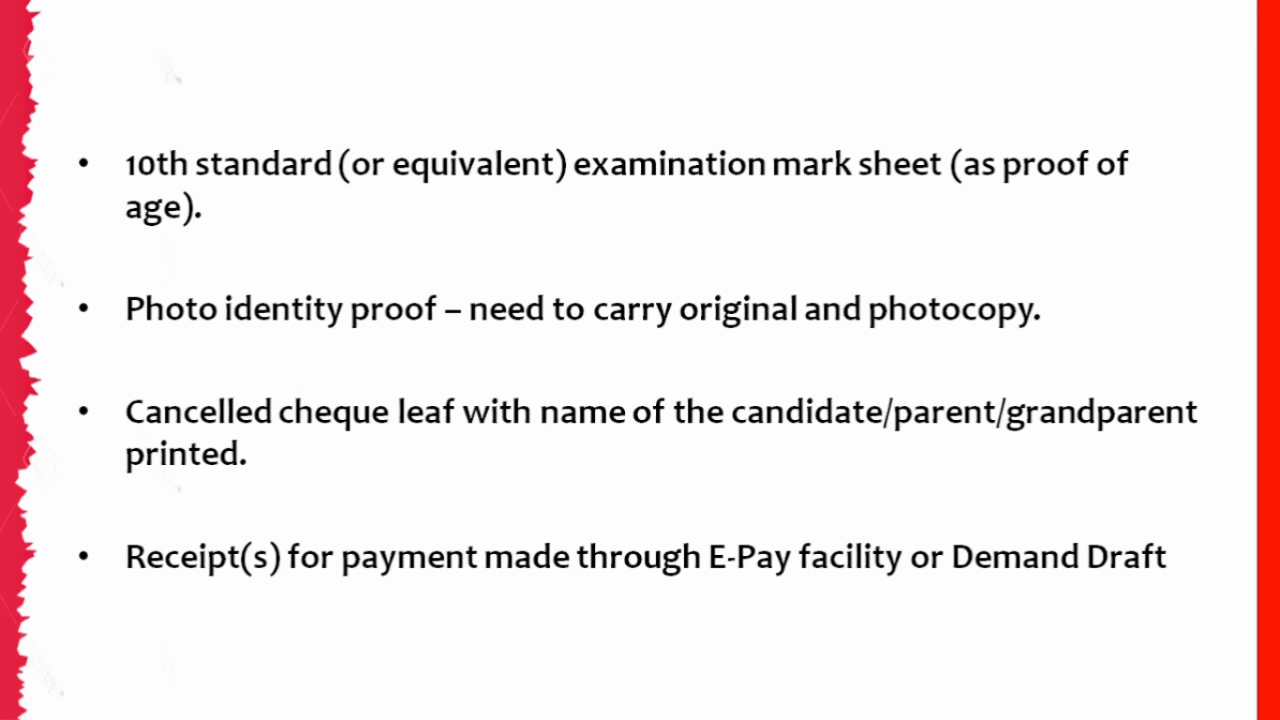 • 10th standard (or equivalent) examination mark sheet (as proof of
age).
• Photo identity proof – need to carry original and photocopy.
• Cancelled cheque leaf with name of the candidate/parent/grandparent
printed.
• Receipt(s) for payment made through E-Pay facility or Demand Draft